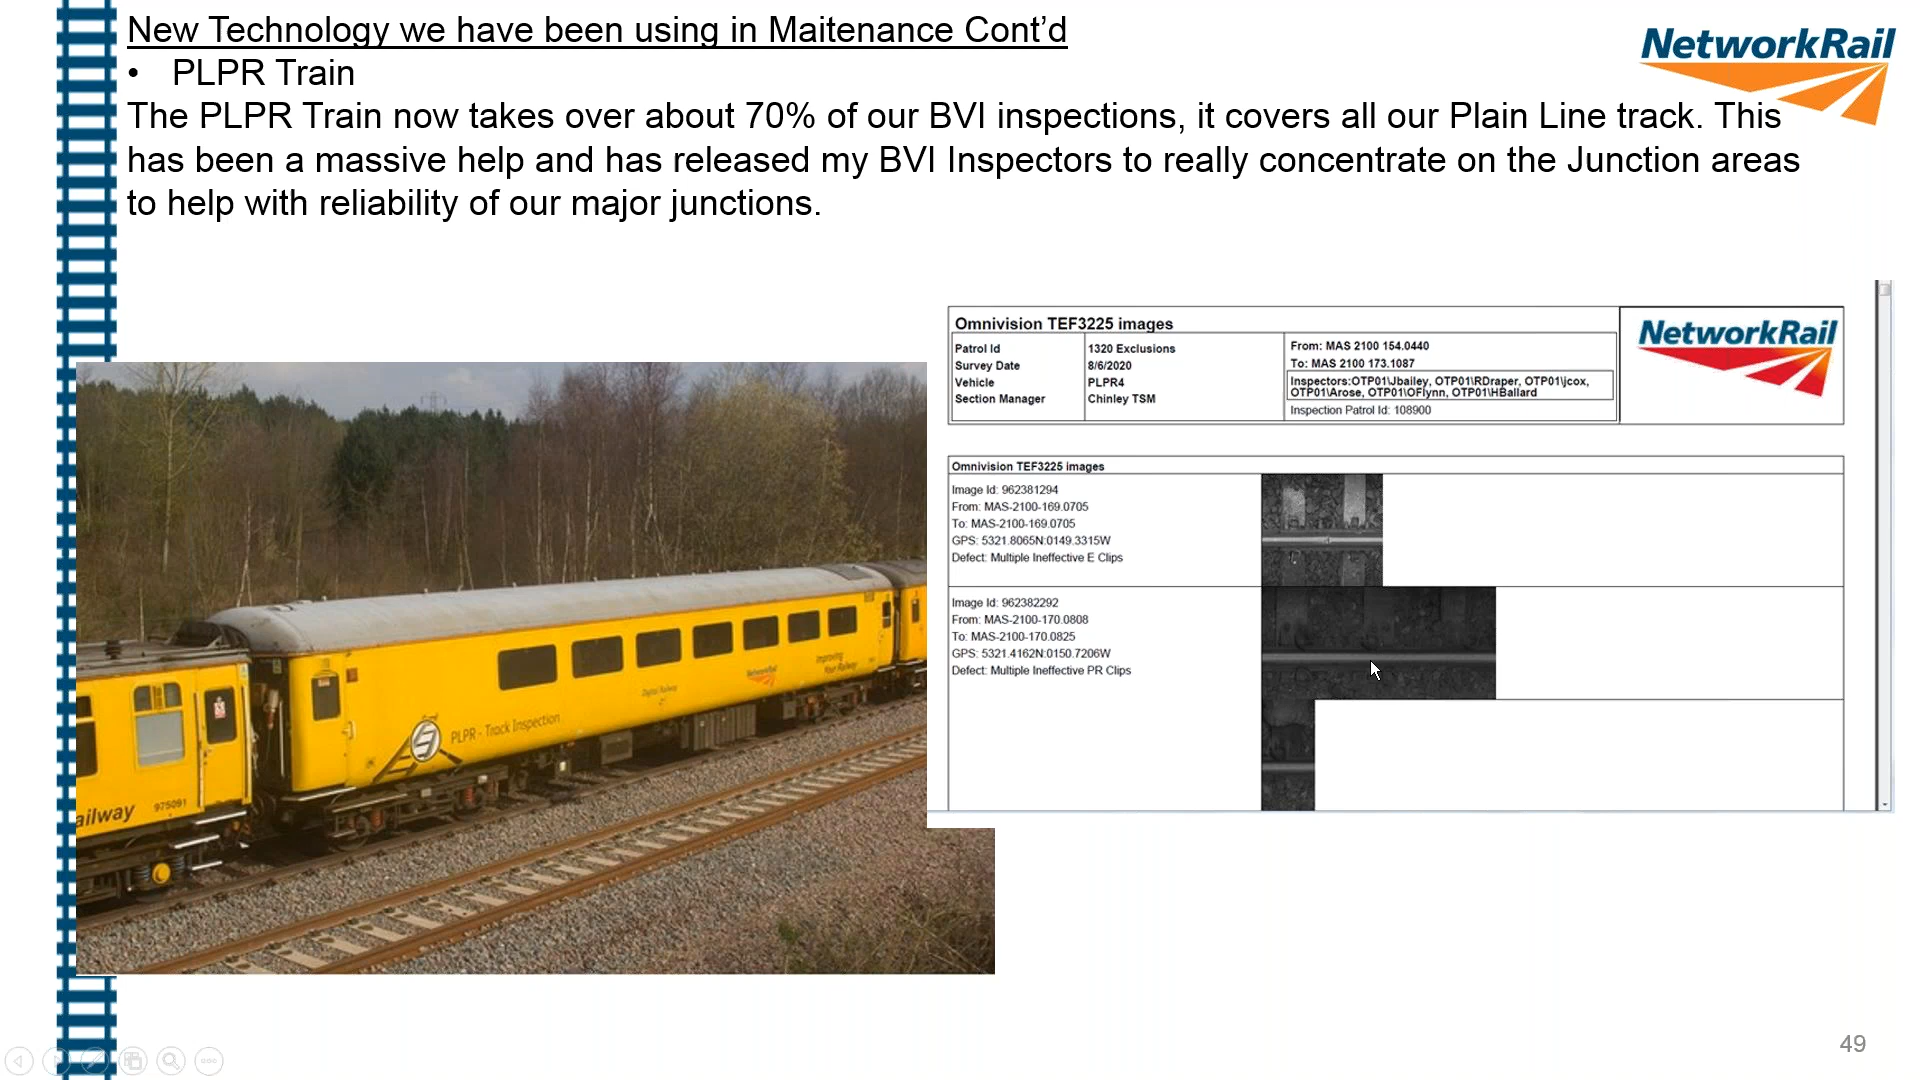 New Technology we have been using in Maitenance Cont’d
• PLPR Train
The PLPR Train now takes over about 70% of our BVI inspections, it covers all our Plain Line track. This
has been a massive help and has released my BVI Inspectors to really concentrate on the Junction areas
to help with reliability of our major junctions.
NetworkRail
Omnivision TEF3225 images
Patrol Id 1320 Exclusions
Survey Date 8/6/2020
Vehicle PLPR4
Section Manager Chinley TSM
From: MAS 2100 154.0440
To: MAS 2100 173.1087
Inspectors:OTP01\Jbailey, OTP01\RDraper, OTP01\jcox,
OTP01\Arose, OTP01\OFlynn, OTP01\HBallard
Inspection Patrol Id: 108900
NetworkRail
Omnivision TEF3225 images
Image Id: 962381294
From: MAS-2100-169.0705
To: MAS-2100-169.0705
GPS: 5321.8065N:0149.3315W
Defect: Multiple Ineffective E Clips
Image Id: 962382292
From: MAS-2100-170.0808
To: MAS-2100-170.0825
GPS: 5321.4162N:0150.7206W
Defect: Multiple Ineffective PR Clips
PLPR - Track Inspection
Digital Railway
NetworkRail
Improving
Your Railway
ailway
975091
49